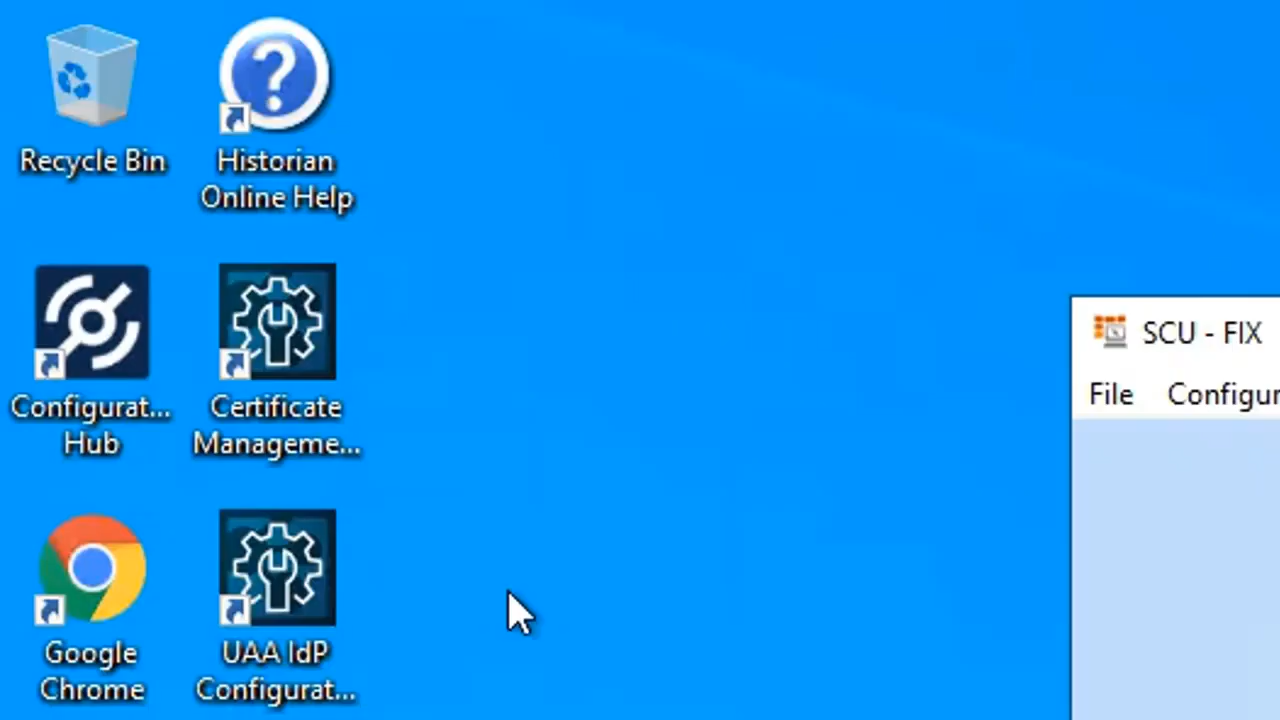 Recycle Bin
Historian
Online Help
Configurat...
Hub
Certificate
Manageme...
Google
Chrome
UAA IdP
Configurat...
SCU - FIX
File Configur